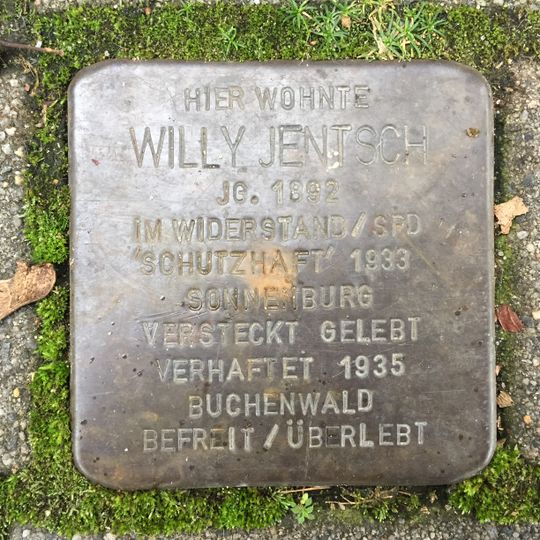 HIER WOHNTE
WILLY JENTSCH
JG. 1892
IM WIDERSTAND/SPD
'SCHUTZHAFT' 1933
SONNENBURG
VERSTECKT GELEBT
VERHAFTET 1935
BUCHENWALD
BEFREIT/ÜBERLEBT